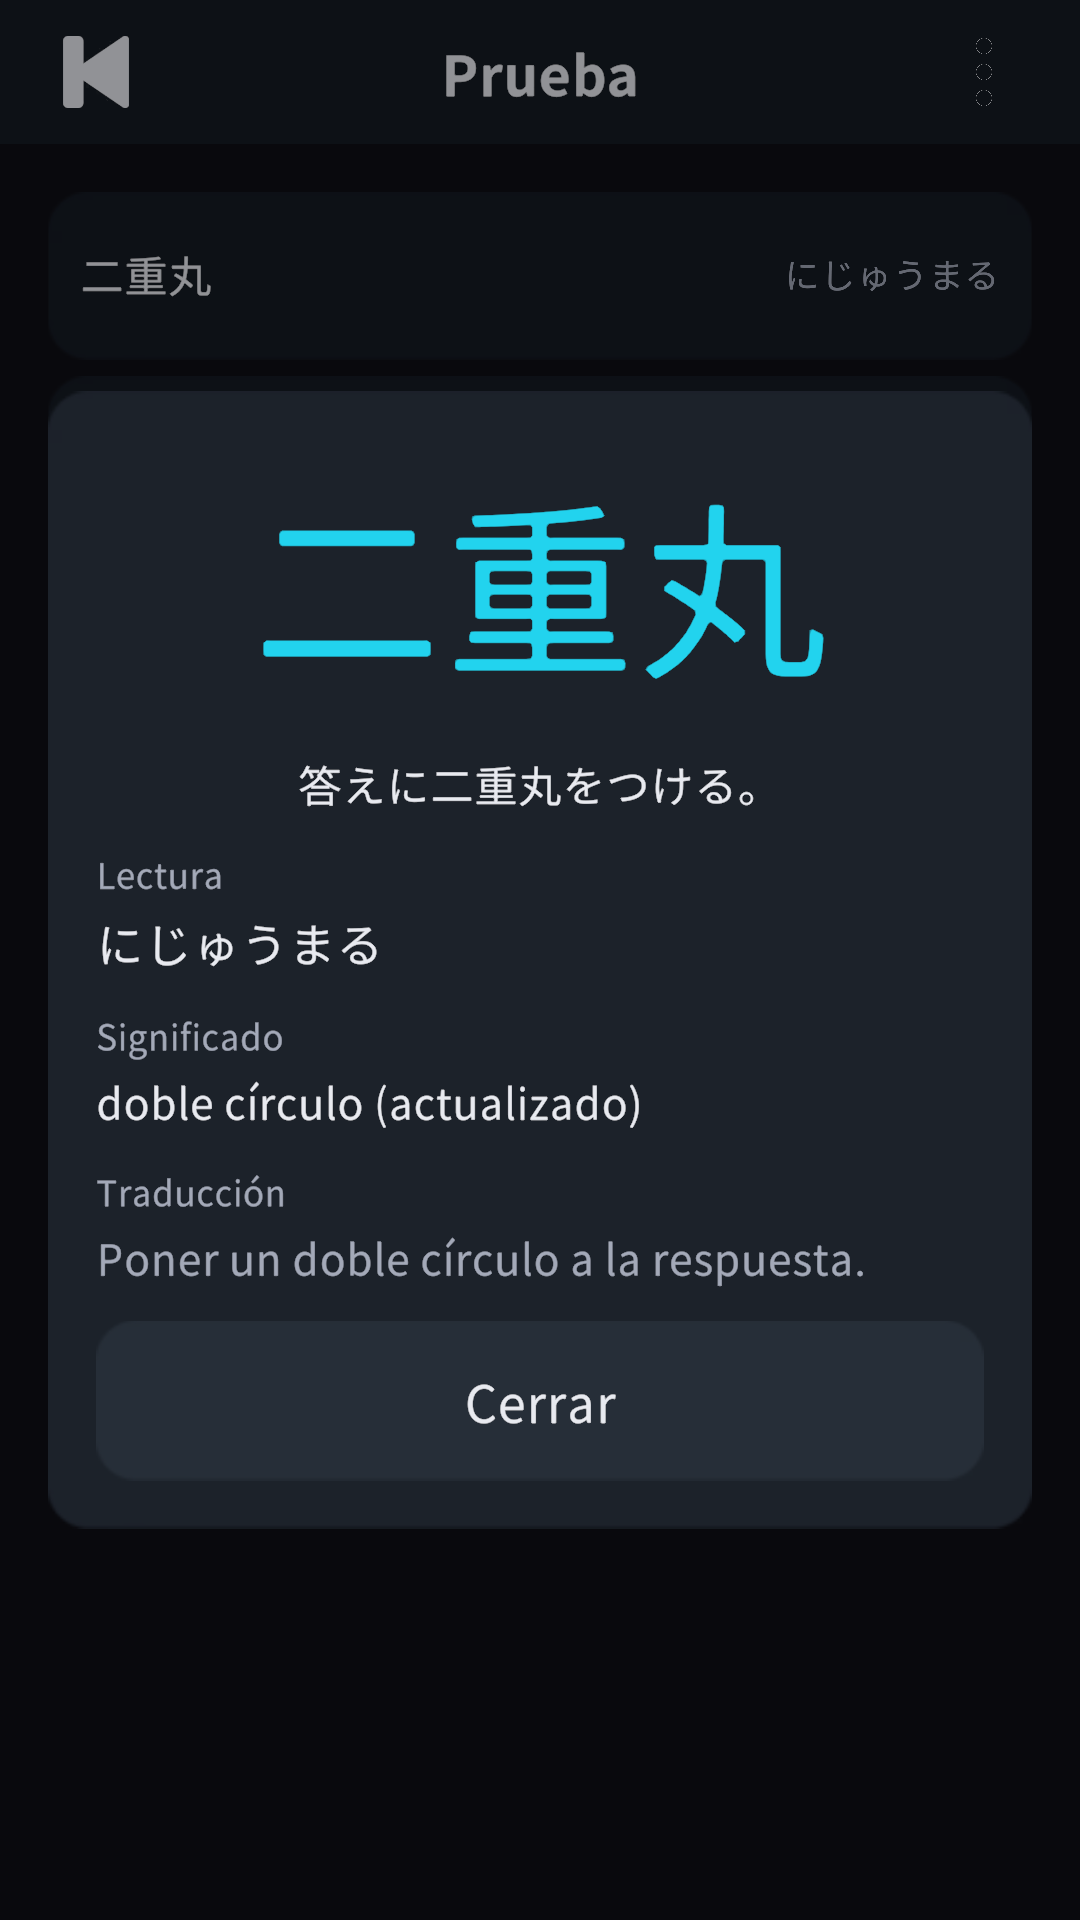 Prueba
二重丸 にじゅうまる
二重丸
答えに二重丸をつける。
Lectura
にじゅうまる
Significado
doble círculo (actualizado)
Traducción
Poner un doble círculo a la respuesta.
Cerrar